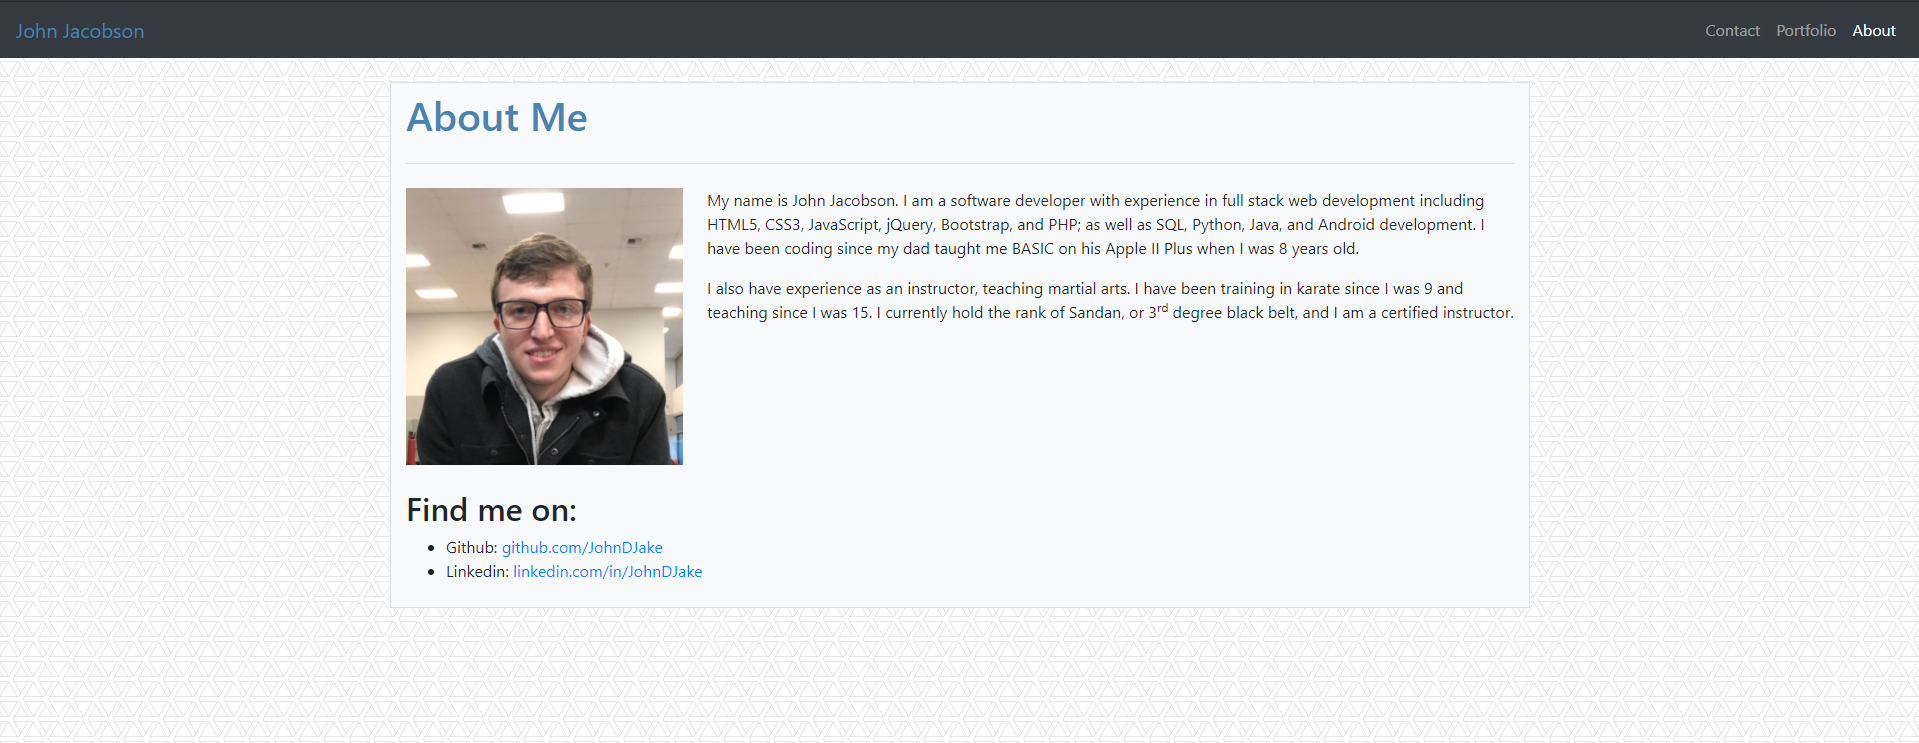 John Jacobson
Contact Portfolio About
About Me
My name is John Jacobson. I am a software developer with experience in full stack web development including
HTML5, CSS3, JavaScript, jQuery, Bootstrap, and PHP; as well as SQL, Python, Java, and Android development. I
have been coding since my dad taught me BASIC on his Apple II Plus when I was 8 years old.
I also have experience as an instructor, teaching martial arts. I have been training in karate since I was 9 and
teaching since I was 15. I currently hold the rank of Sandan, or 3rd degree black belt, and I am a certified instructor.
Find me on:
Github: github.com/JohnDJake
Linkedin: linkedin.com/in/JohnDJake